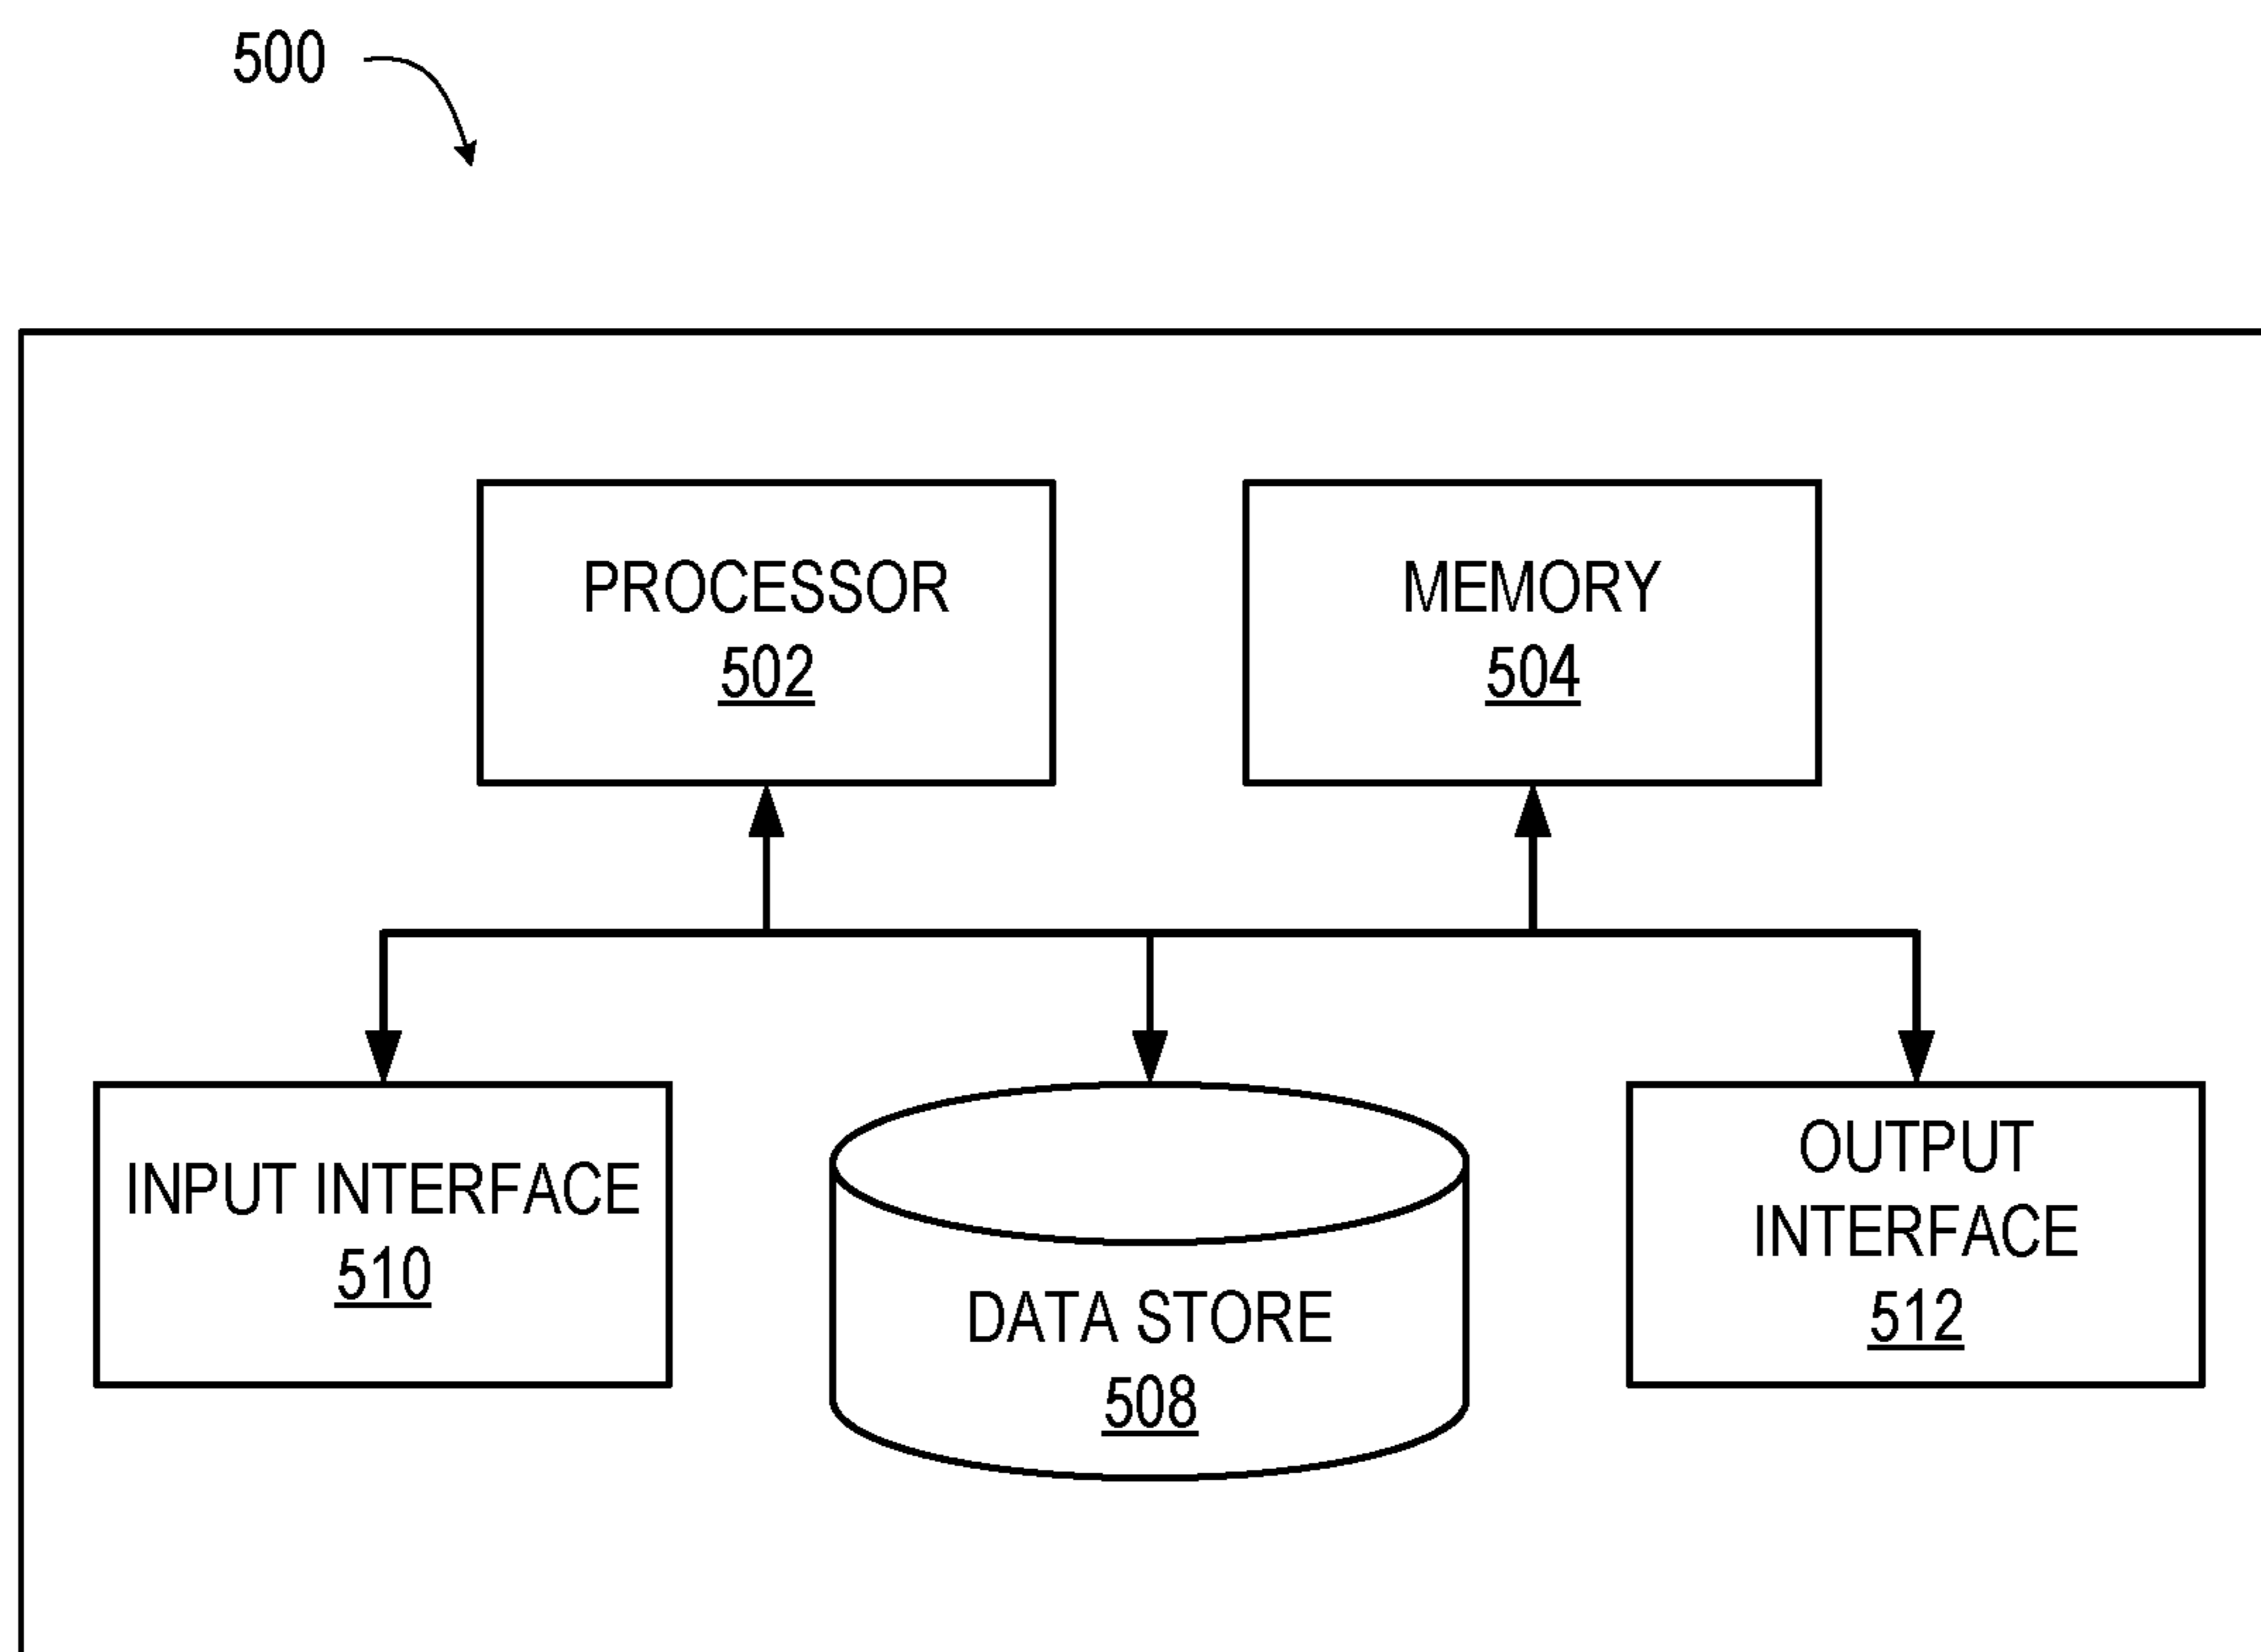 500
PROCESSOR
502
MEMORY
504
INPUT INTERFACE
510
DATA STORE
508
OUTPUT
INTERFACE
512